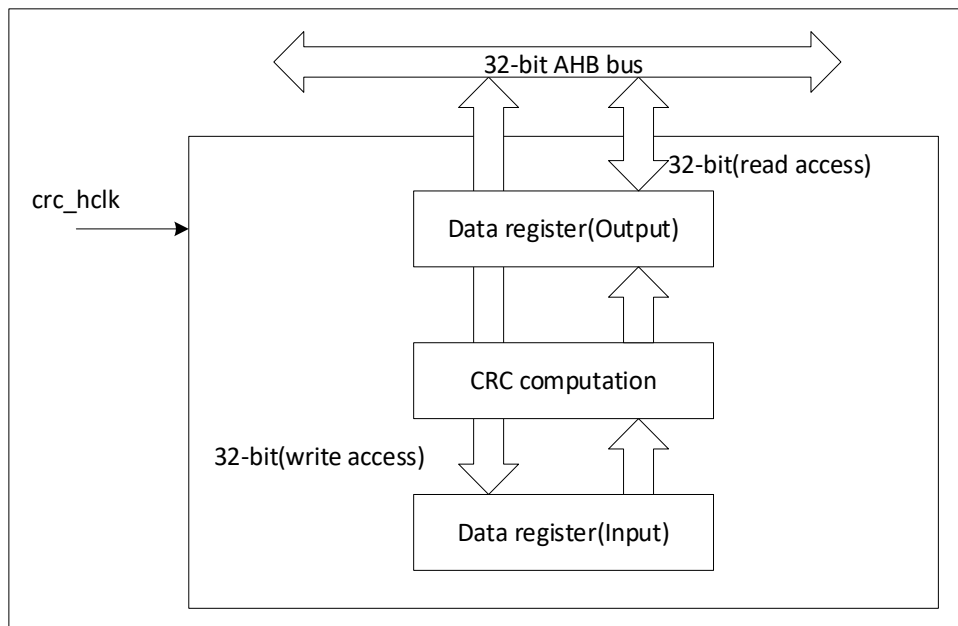 32-bit AHB bus
32-bit(read access)
crc_hclk
Data register(Output)
CRC computation
32-bit(write access)
Data register(Input)